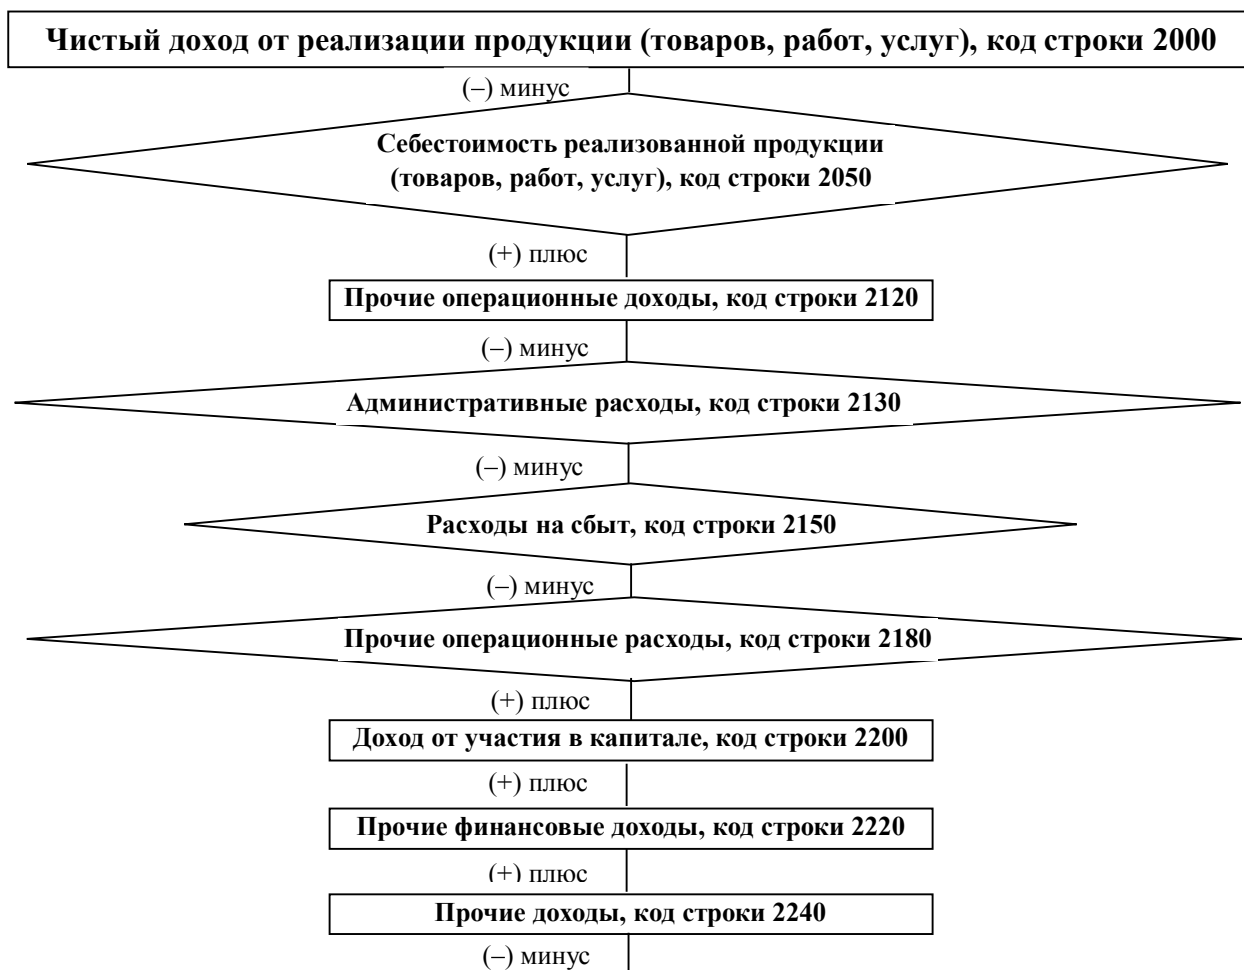 Чистый доход от реализации продукции (товаров, работ, услуг), код строки 2000
(–) минус
Себестоимость реализованной продукции
(товаров, работ, услуг), код строки 2050
(+) плюс
Прочие операционные доходы, код строки 2120
(–) минус
Административные расходы, код строки 2130
(–) минус
Расходы на сбыт, код строки 2150
(–) минус
Прочие операционные расходы, код строки 2180
(+) плюс
Доход от участия в капитале, код строки 2200
(+) плюс
Прочие финансовые доходы, код строки 2220
(+) плюс
Прочие доходы, код строки 2240
(–) минус